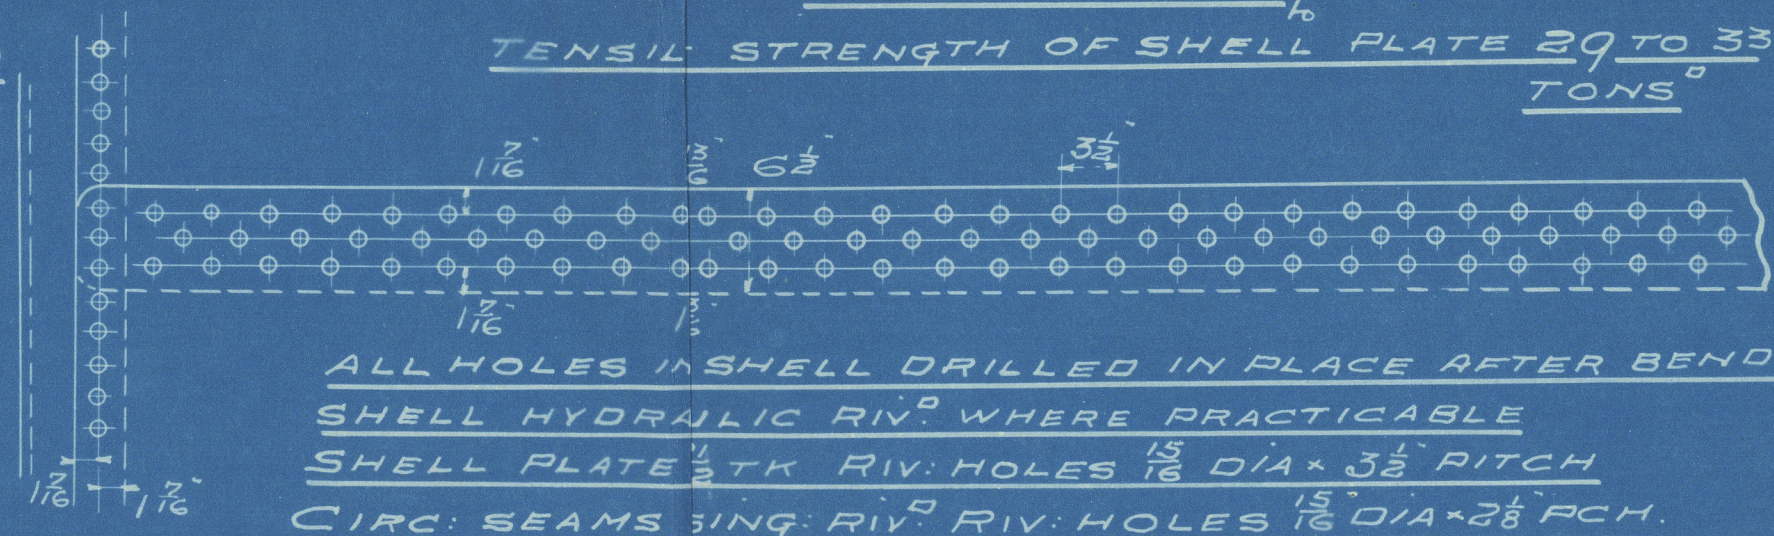 TENSIL STRENGTH OF SHELL PLATE 29 TO 33
TONS□
1 7/16" 6 1/2" 3 1/2"
1 7/16"
ALL HOLES IN SHELL DRILLED IN PLACE AFTER BEND
SHELL HYDRAULIC RIVᴰ. WHERE PRACTICABLE
SHELL PLATE 1/2 TK RIV: HOLES 15/16 DIA × 3 1/2" PITCH
1 7/16 1 7/16"
CIRC: SEAMS SING: RIVᴰ. RIV: HOLES 15/16" DIA × 2 1/8" PCH.